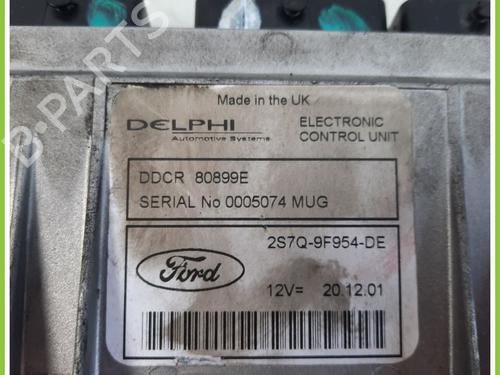 Made in the UK
DELPHI
Automotive Systems
ELECTRONIC
CONTROL UNIT
DDCR 80899E
SERIAL No 0005074 MUG
2S7Q-9F954-DE
Ford
12V= 20.12.01
B-PARTS